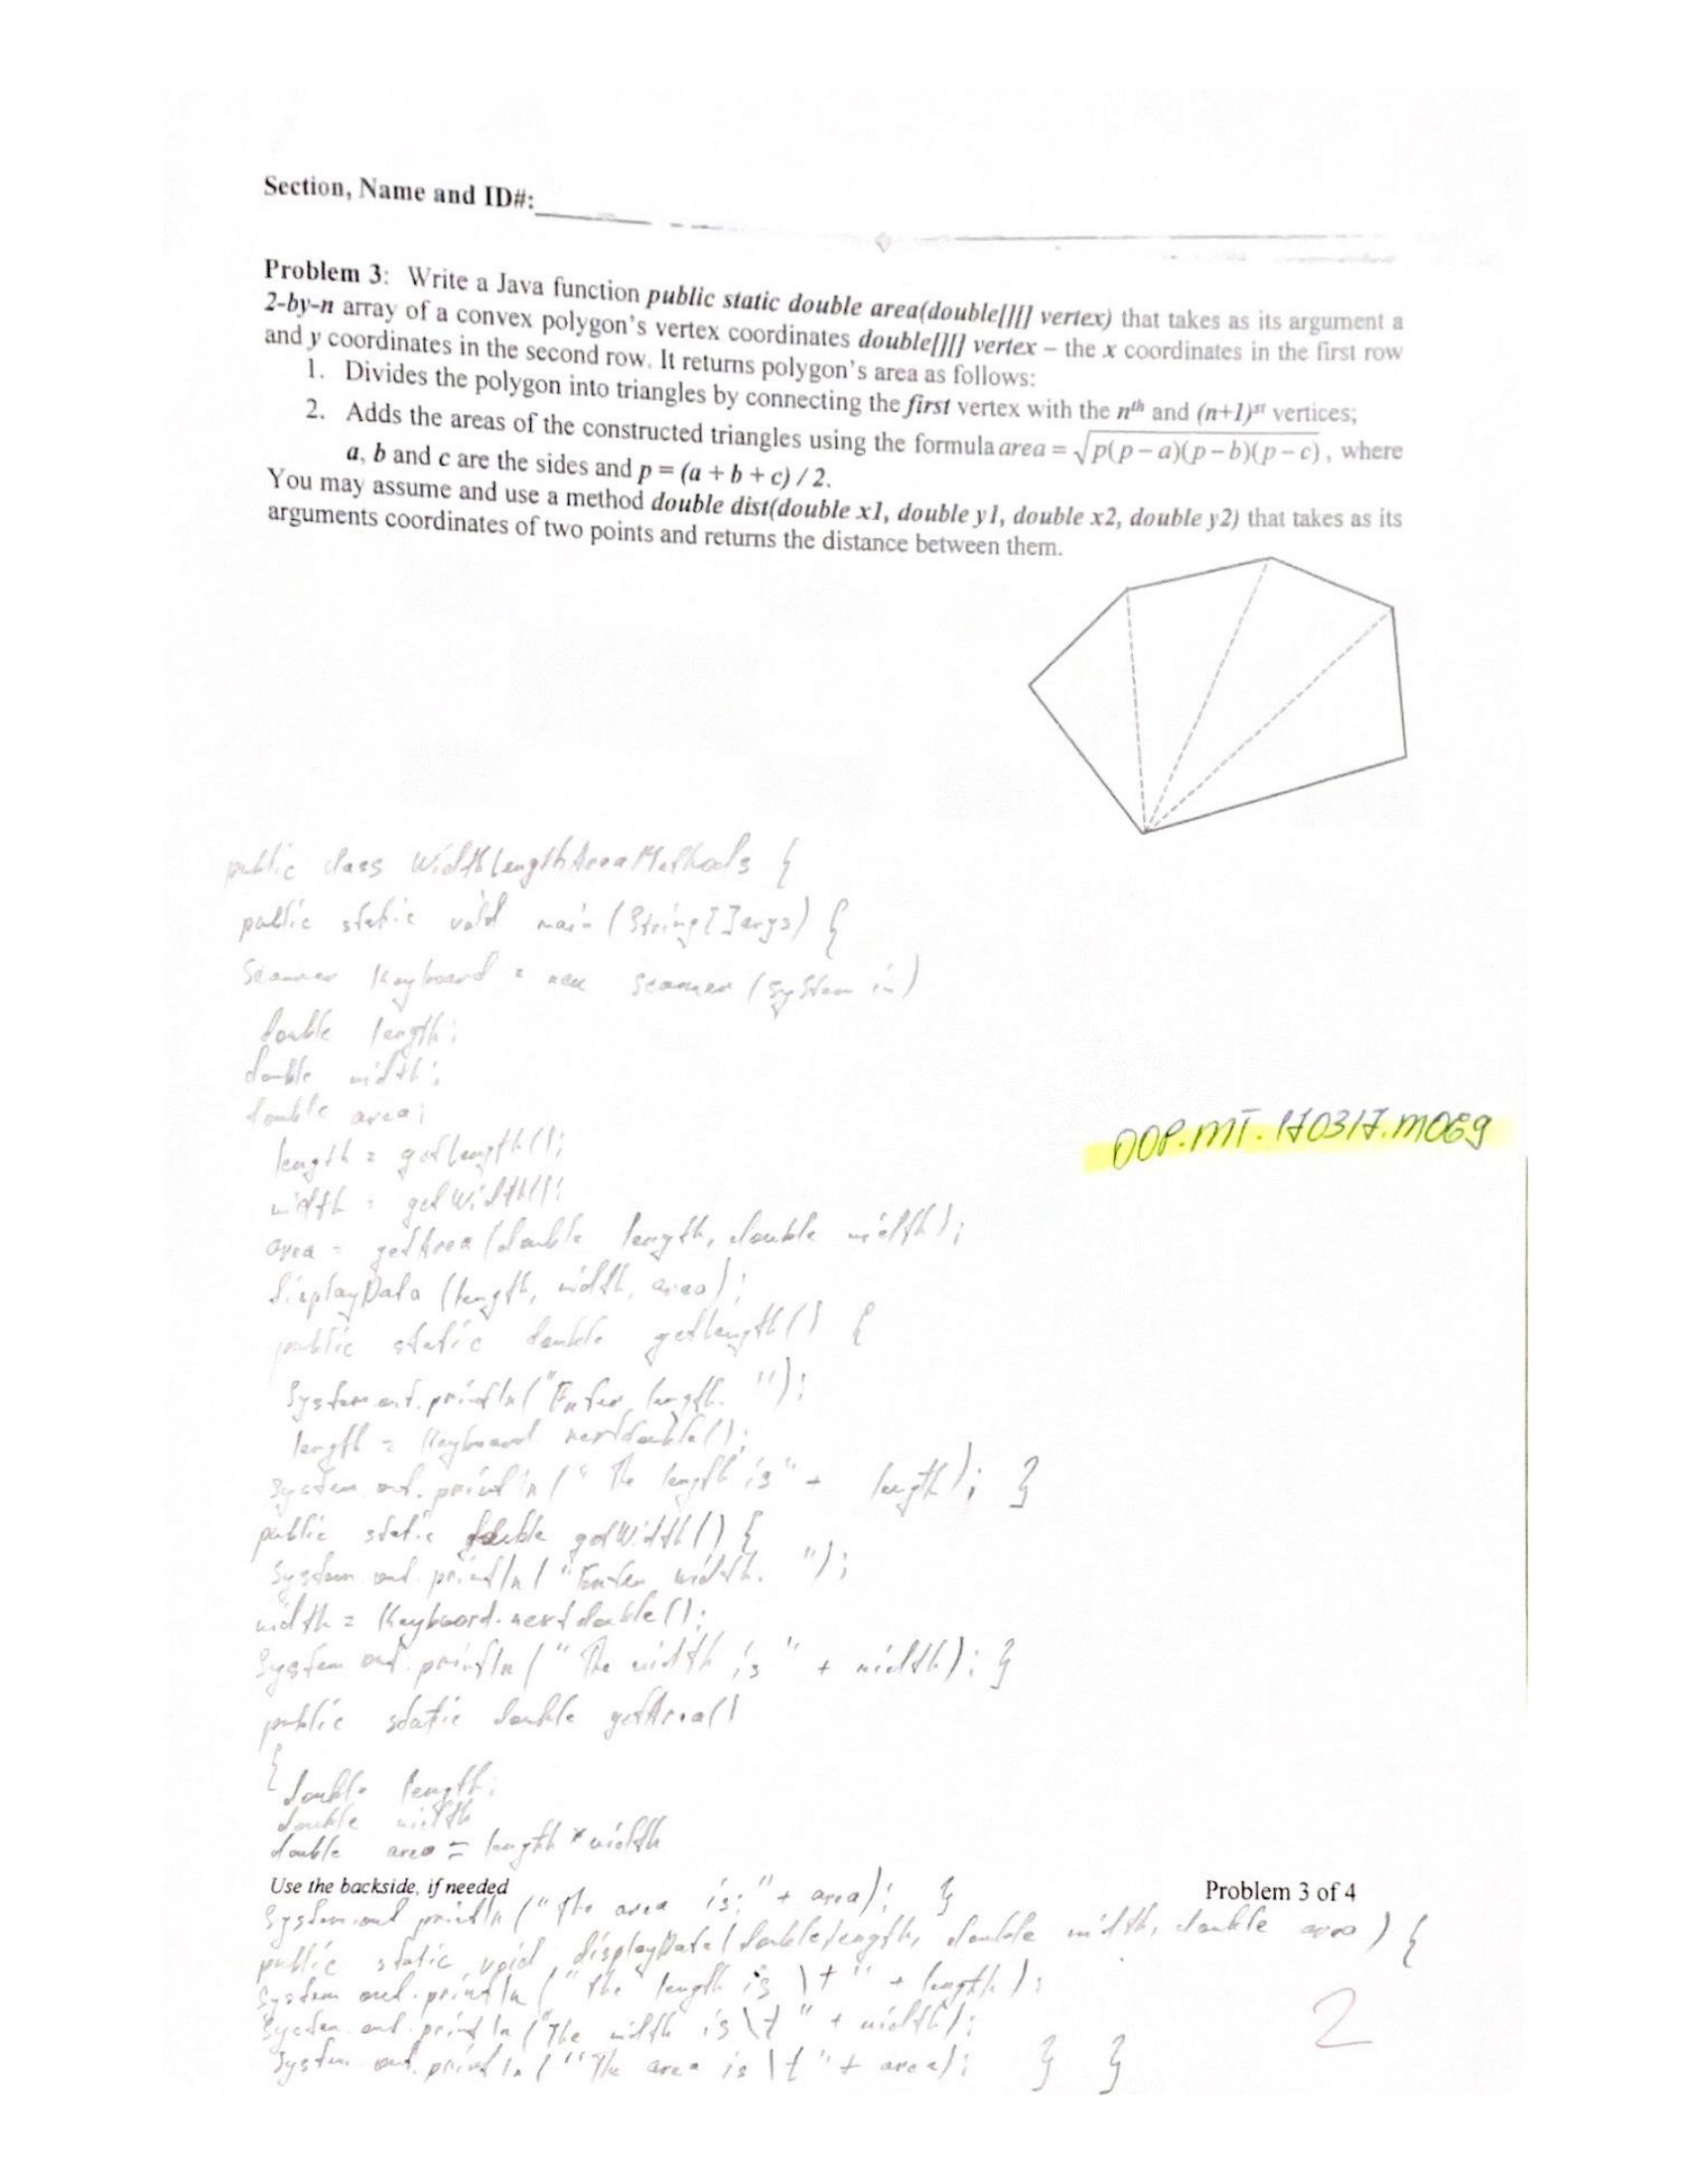 Section, Name and ID#:
Problem 3: Write a Java function public static double area(double[][] vertex) that takes as its argument a
2-by-n array of a convex polygon's vertex coordinates double[][] vertex – the x coordinates in the first row
and y coordinates in the second row. It returns polygon's area as follows:
1. Divides the polygon into triangles by connecting the first vertex with the nth and (n+1)st vertices;
2. Adds the areas of the constructed triangles using the formula area = √p(p – a)(p – b)(p – c), where
a, b and c are the sides and p = (a + b + c) / 2.
You may assume and use a method double dist(double x1, double y1, double x2, double y2) that takes as its
arguments coordinates of two points and returns the distance between them.
public class WidthLengthAreaMethods {
public static void main (String[] args) {
Scanner Keyboard = new Scanner (System in)
double length;
double width;
double area;
length = getlength();
width = getWidth();
area = getArea (double length, double width);
displayData (length, width, area);
public static double getlength() {
System.out.println("Enter length. ");
length = Keyboard nextdouble();
System.out.println (" The length is" + length); }
public static double getWidth() {
System out. println ( "Enter width. ");
width = Keyboard.nextdouble();
System out. println (" The width is " + width); }
public static double getArea()
{
double length;
double width
double area = length * width
Use the backside, if needed
Problem 3 of 4
System.out println ("the area is: " + area); }
public static void displayData (double length, double width, double area) {
System out.println ("the length is \t " + length);
System.out.println ("The width is \t " + width);
System out.println ("The area is \t " + area); } }
OOP.MT.170317.M069
2